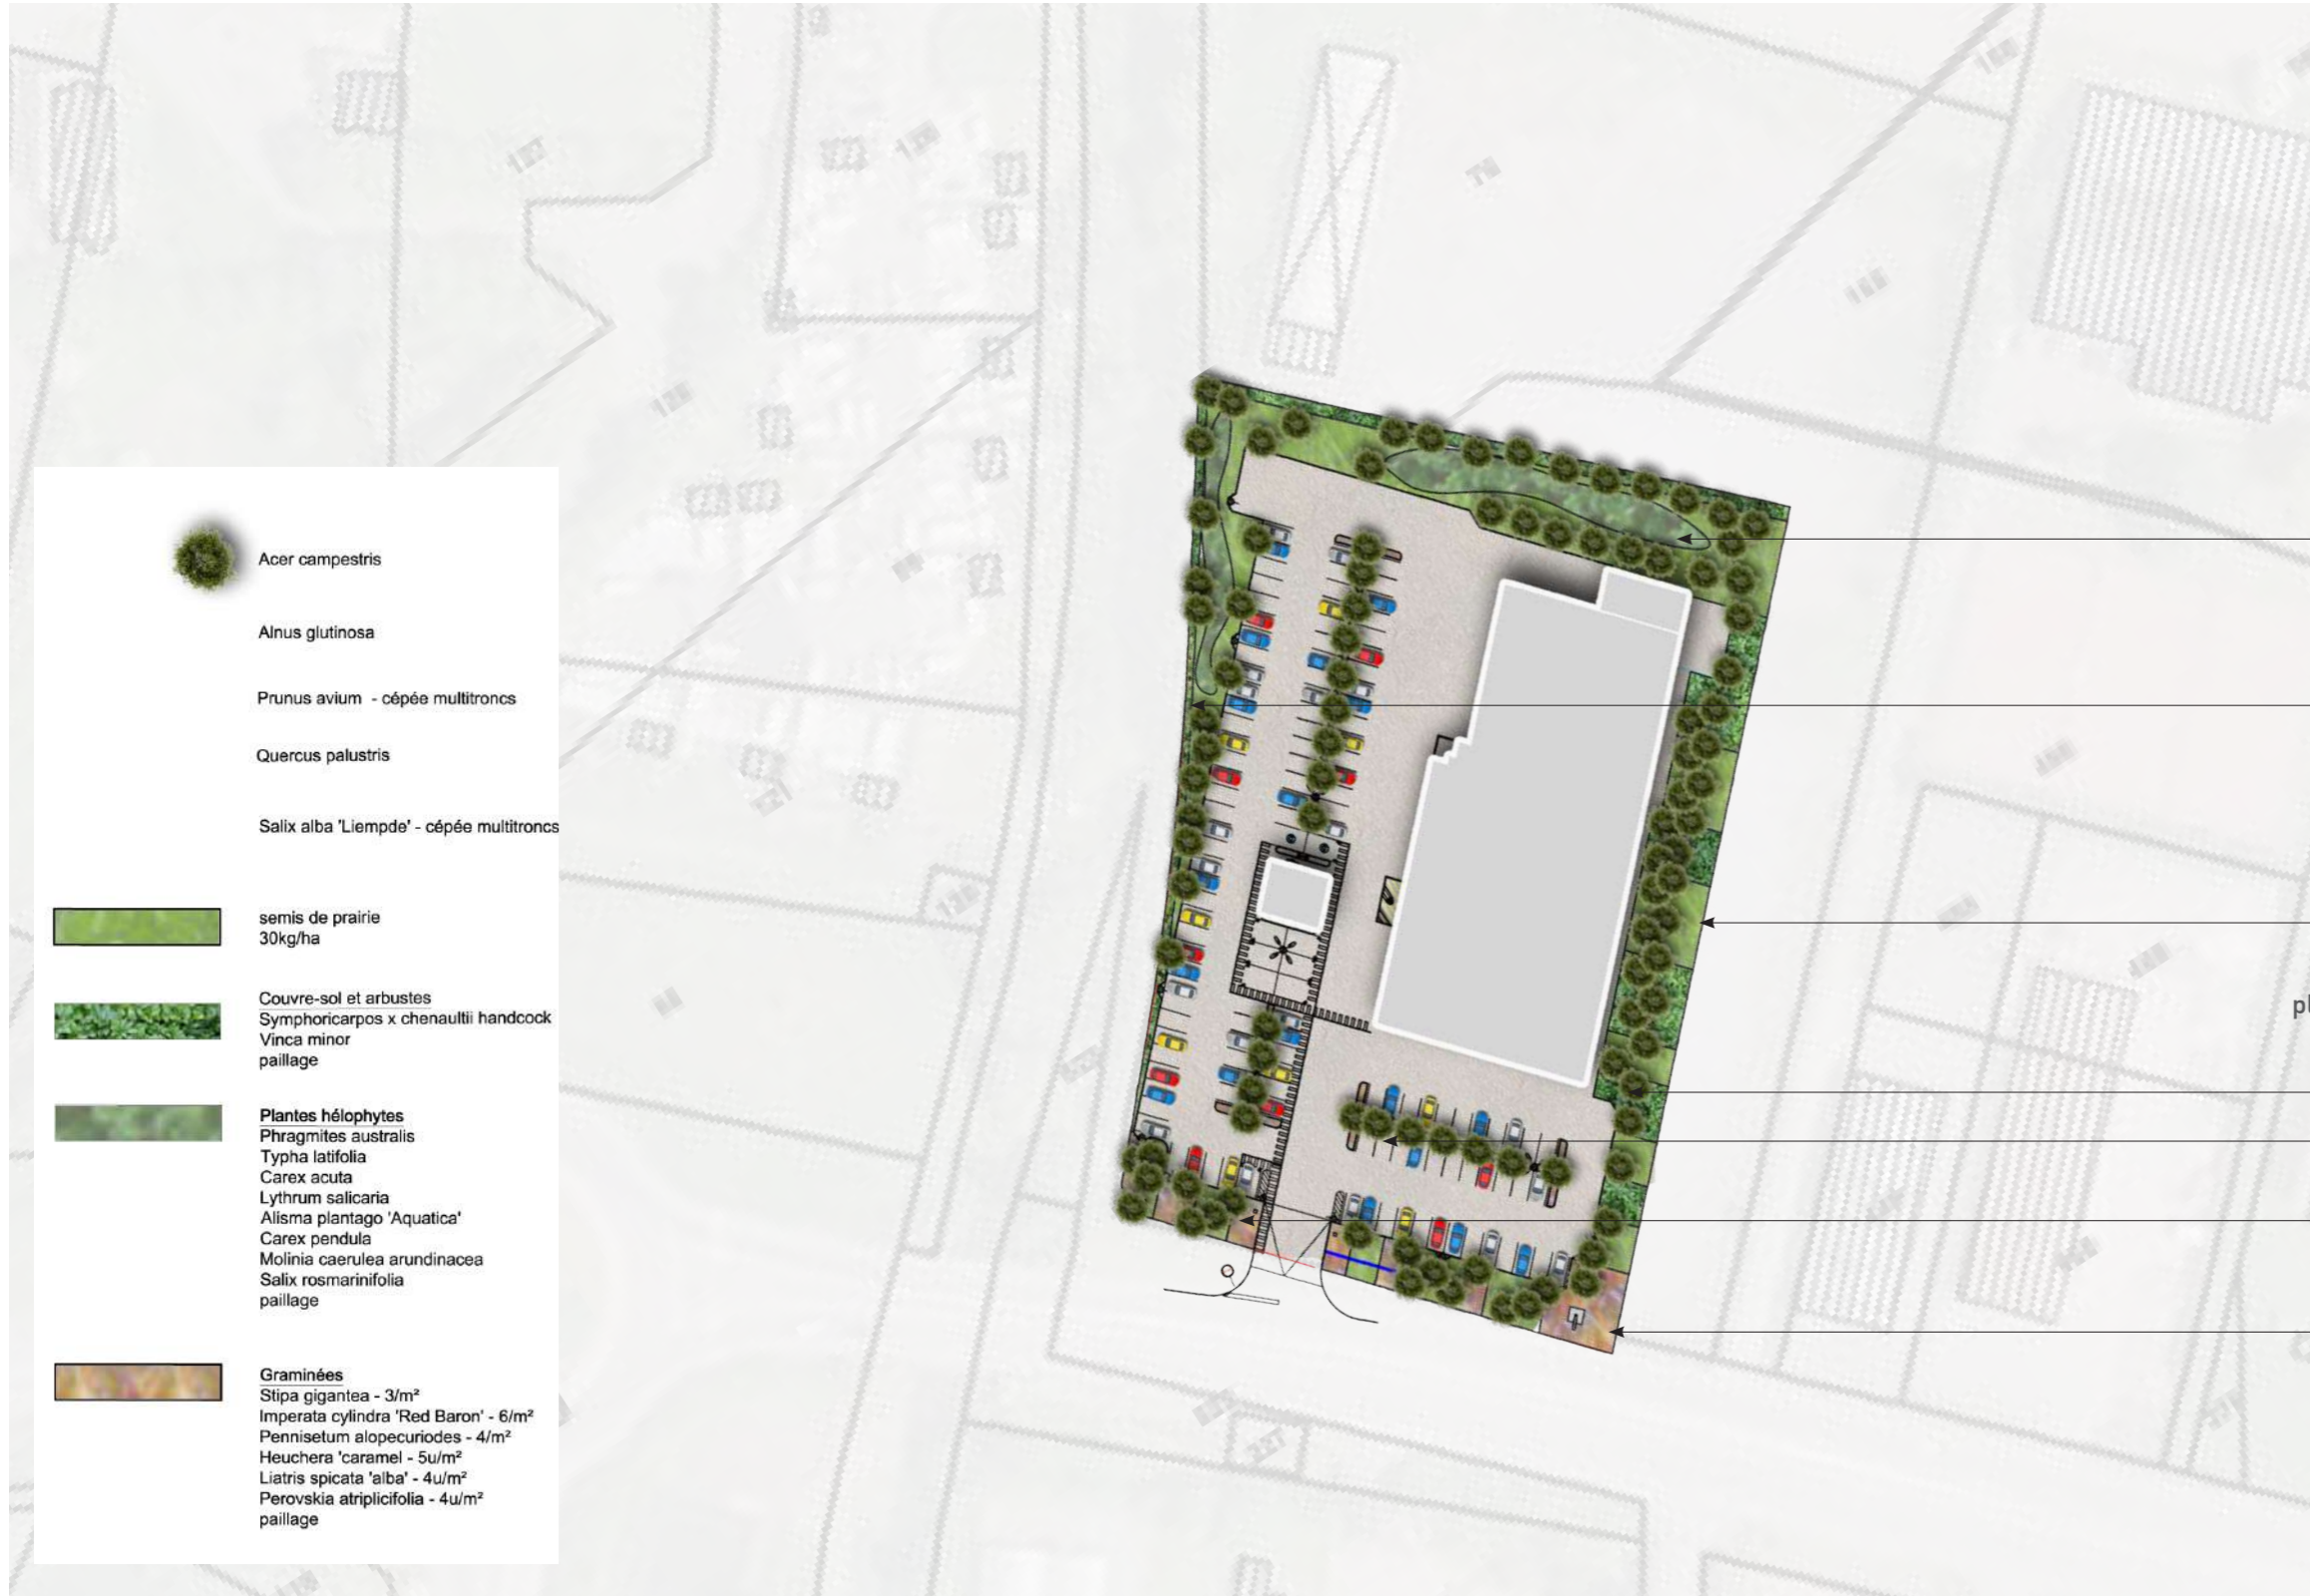 Acer campestris
Alnus glutinosa
Prunus avium - cépée multitroncs
Quercus palustris
Salix alba 'Liempde' - cépée multitroncs
semis de prairie
30kg/ha
Couvre-sol et arbustes
Symphoricarpos x chenaultii handcock
Vinca minor
paillage
Plantes hélophytes
Phragmites australis
Typha latifolia
Carex acuta
Lythrum salicaria
Alisma plantago 'Aquatica'
Carex pendula
Molinia caerulea arundinacea
Salix rosmarinifolia
paillage
Graminées
Stipa gigantea - 3/m²
Imperata cylindra 'Red Baron' - 6/m²
Pennisetum alopecuriodes - 4/m²
Heuchera 'caramel - 5u/m²
Liatris spicata 'alba' - 4u/m²
Perovskia atriplicifolia - 4u/m²
paillage